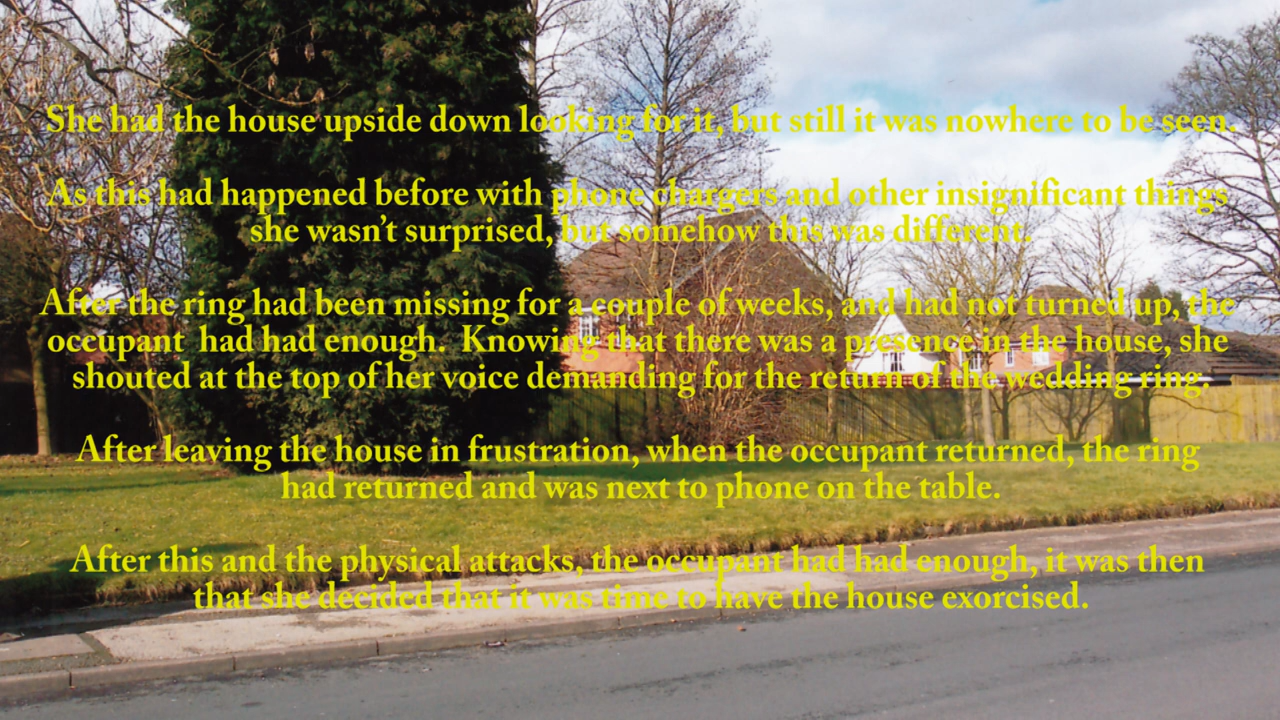 She had the house upside down looking for it, but still it was nowhere to be seen.
As this had happened before with phone chargers and other insignificant things
she wasn’t surprised, but somehow this was different.
After the ring had been missing for a couple of weeks, and had not turned up, the
occupant  had had enough.  Knowing that there was a presence in the house, she
shouted at the top of her voice demanding for the return of the wedding ring.
After leaving the house in frustration, when the occupant returned, the ring
had returned and was next to phone on the table.
After this and the physical attacks, the occupant had had enough, it was then
that she decided that it was time to have the house exorcised.